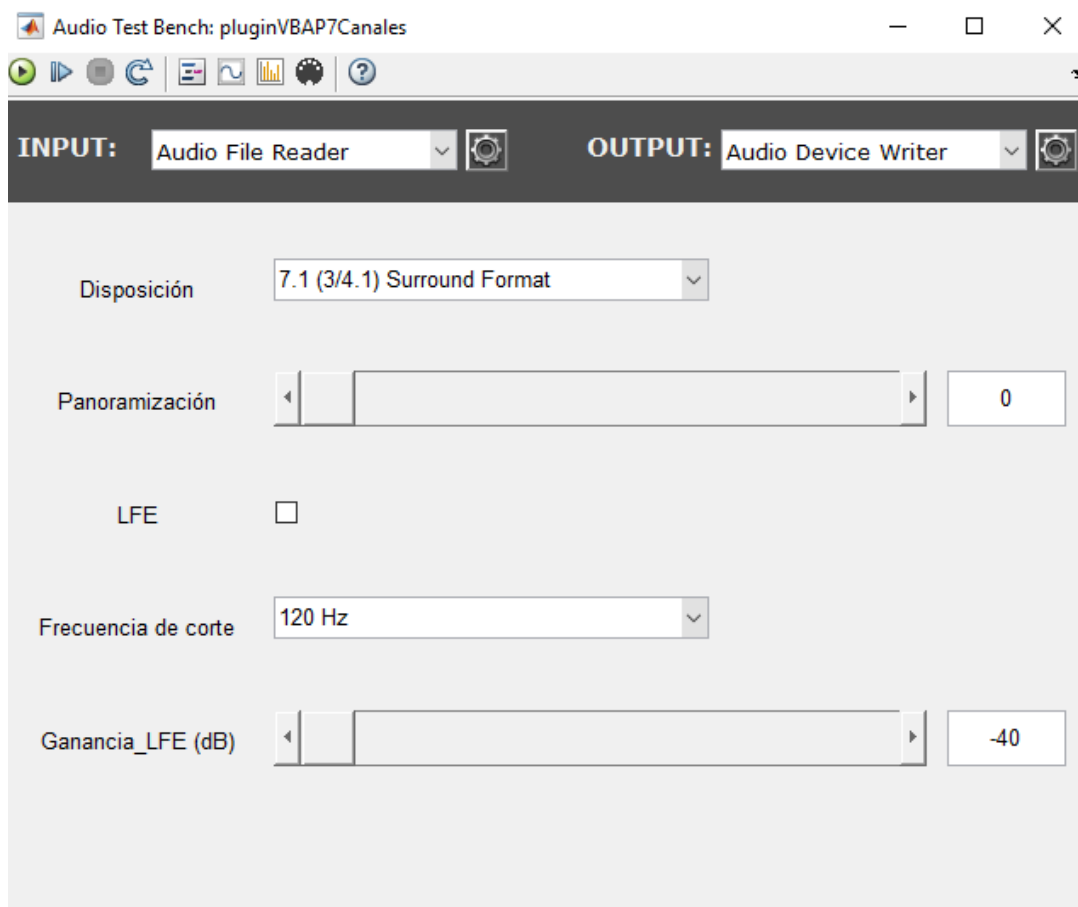 Audio Test Bench: pluginVBAP7Canales
INPUT: Audio File Reader OUTPUT: Audio Device Writer
Disposición 7.1 (3/4.1) Surround Format
Panoramización 0
LFE
Frecuencia de corte 120 Hz
Ganancia_LFE (dB) -40